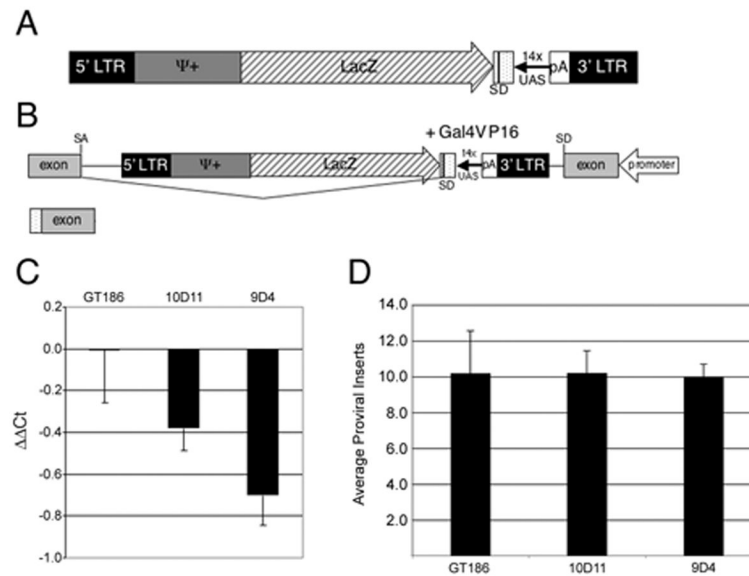 A
5' LTR Ψ+ LacZ SD 14x UAS pA 3' LTR
B
+ Gal4VP16
SA SD
exon 5' LTR Ψ+ LacZ SD 14x UAS pA 3' LTR exon promoter
exon
C
GT186 10D11 9D4
0.2
0.0
-0.2
-0.4
-0.6
-0.8
-1.0
ΔΔCt
D
Average Proviral Inserts
14.0
12.0
10.0
8.0
6.0
4.0
2.0
GT186 10D11 9D4